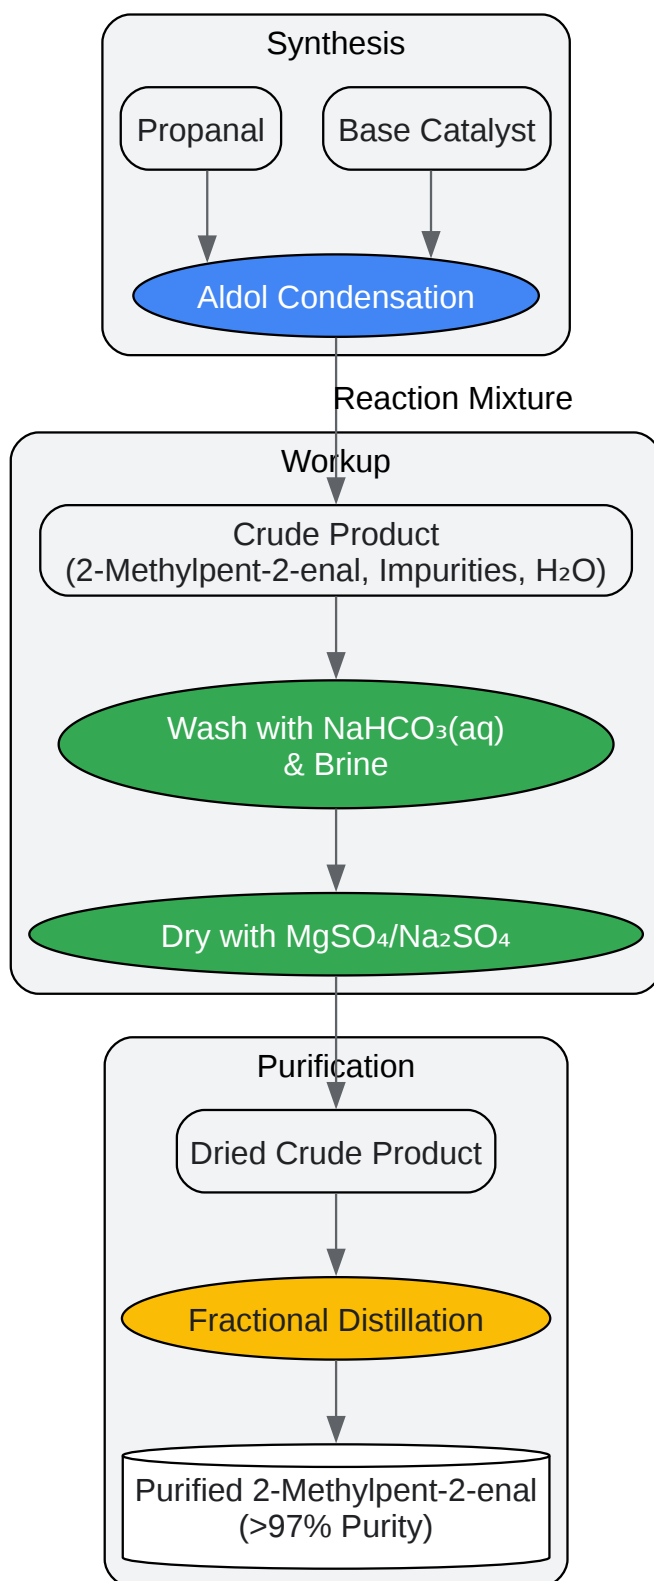 Synthesis
Propanal
Base Catalyst
Aldol Condensation
Reaction Mixture
Workup
Crude Product
(2-Methylpent-2-enal, Impurities, H₂O)
Wash with NaHCO₃(aq)
& Brine
Dry with MgSO₄/Na₂SO₄
Purification
Dried Crude Product
Fractional Distillation
Purified 2-Methylpent-2-enal
(>97% Purity)